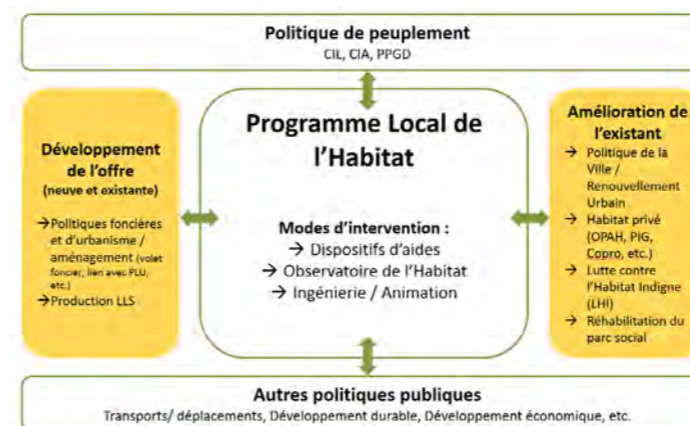 Politique de peuplement
CIL, CIA, PPGD
Développement
de l'offre
(neuve et existante)
→Politiques foncières
et d'urbanisme /
aménagement (volet
foncier, lien avec PLU,
etc.)
→Production LLS
Programme Local de
l'Habitat
Modes d'intervention :
→ Dispositifs d'aides
→ Observatoire de l'Habitat
→ Ingénierie / Animation
Amélioration de
l'existant
→ Politique de la
Ville /
Renouvellement
Urbain
→ Habitat privé
(OPAH, PIG,
Copro, etc.)
→ Lutte contre
l'Habitat Indigne
(LHI)
→ Réhabilitation du
parc social
Autres politiques publiques
Transports/ déplacements, Développement durable, Développement économique, etc.